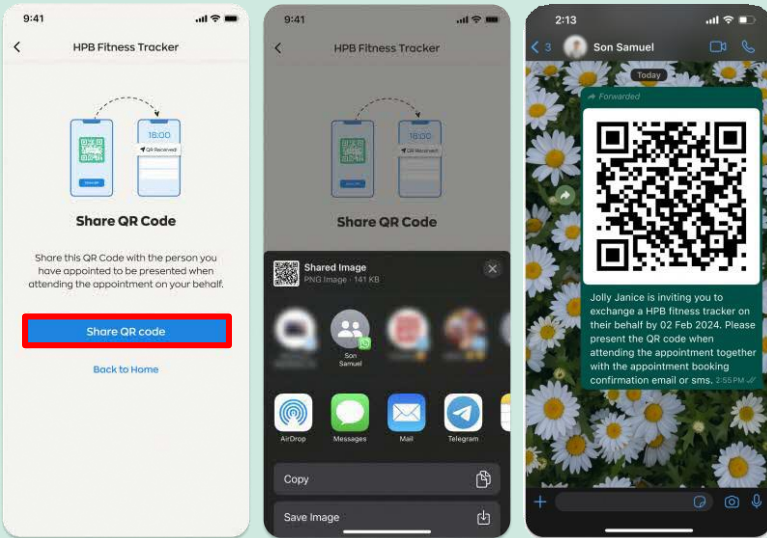 9:41
HPB Fitness Tracker
18:00
QR Received!
Share QR Code
Share this QR Code with the person you
have appointed to be presented when
attending the appointment on your behalf.
Share QR code
Back to Home
9:41
HPB Fitness Tracker
18:00
QR Received!
Share QR Code
Shared Image
PNG Image · 141 KB
Son
Samuel
AirDrop
Messages
Mail
Telegram
Copy
Save Image
2:13
3
Son Samuel
Today
Forwarded
Jolly Janice is inviting you to
exchange a HPB fitness tracker on
their behalf by 02 Feb 2024. Please
present the QR code when
attending the appointment together
with the appointment booking
confirmation email or sms. 2:55 PM